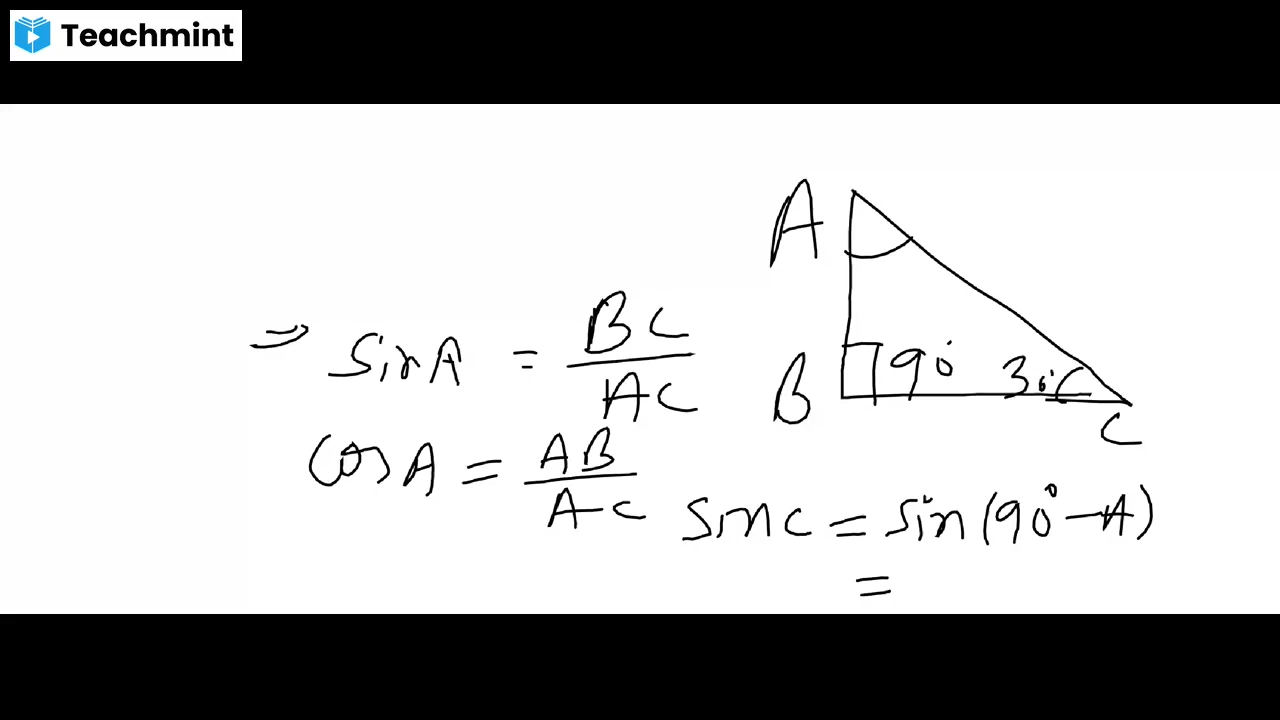 Teachmint
A
⇒ sinA = BC/AC
B 90° 30° C
cosA = AB/AC
sinC = sin(90° - A)
=